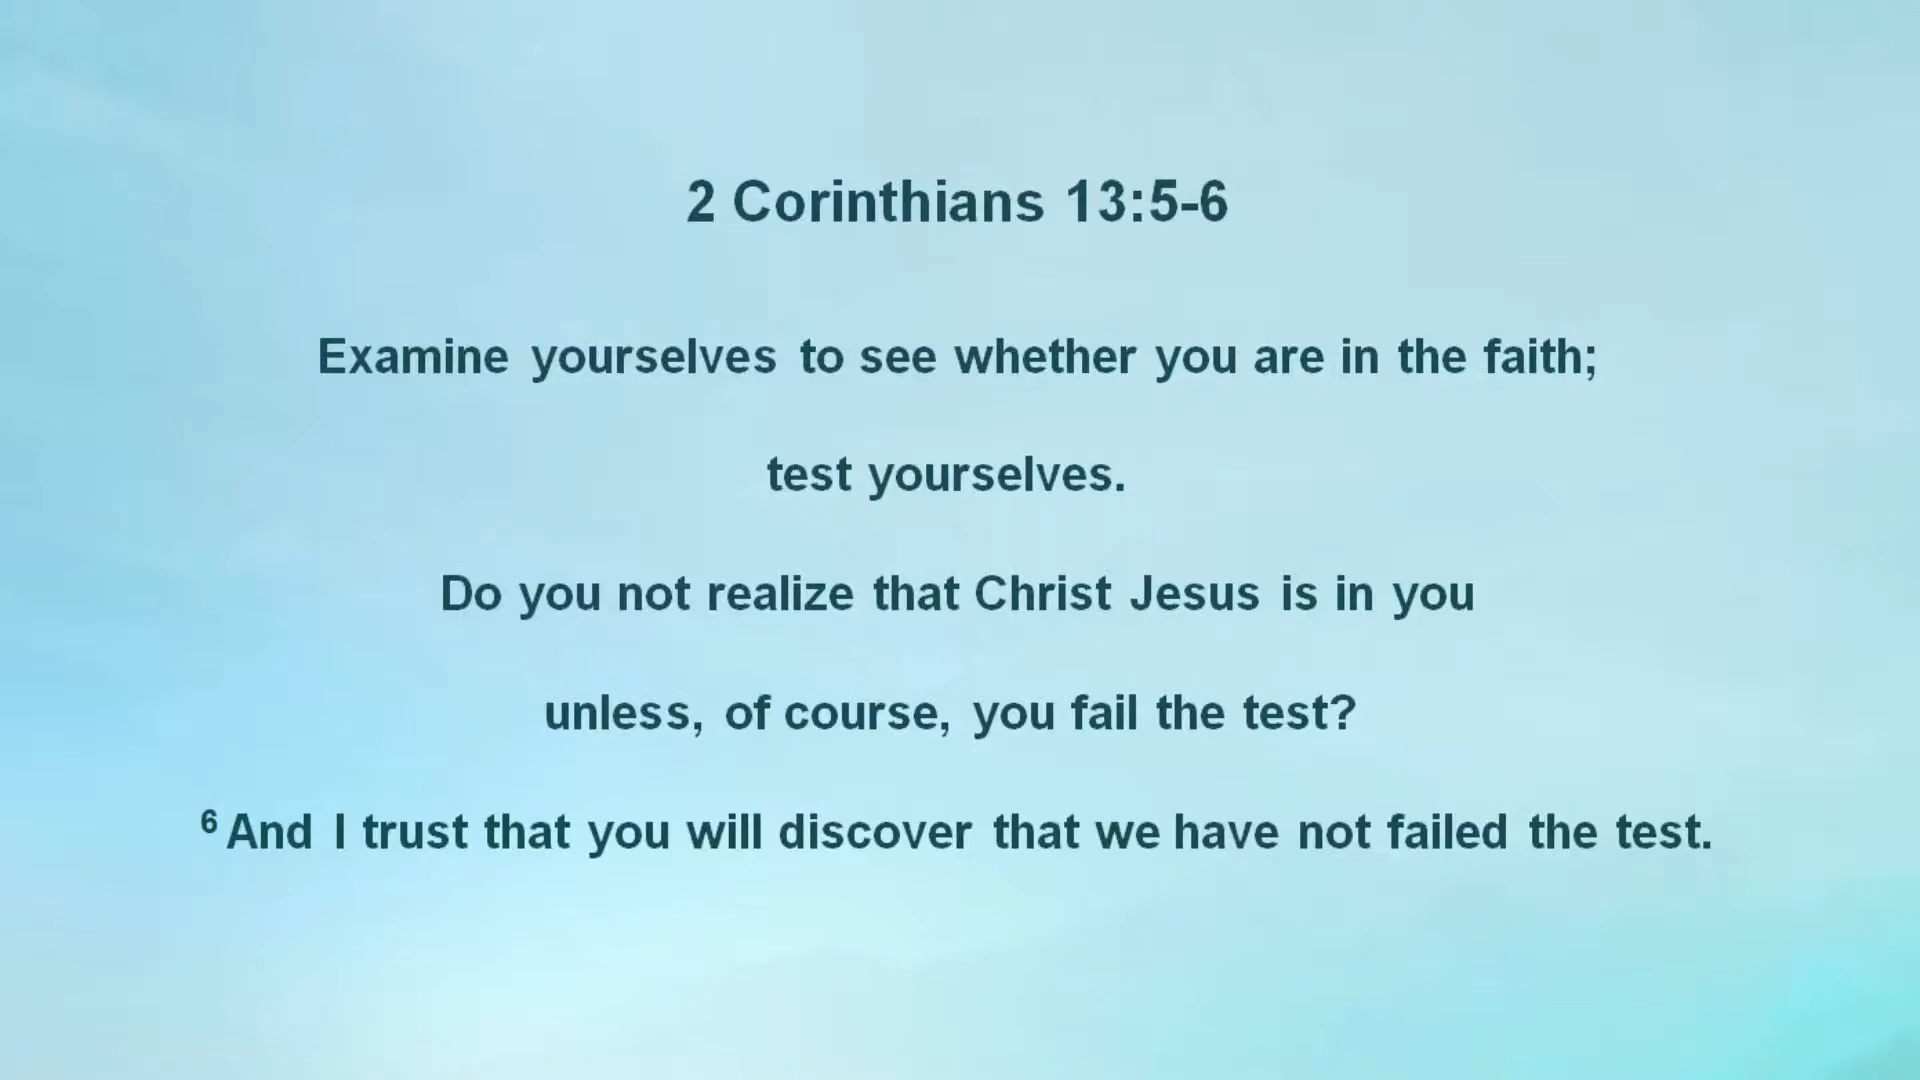 2 Corinthians 13:5-6
Examine yourselves to see whether you are in the faith;
test yourselves.
Do you not realize that Christ Jesus is in you
unless, of course, you fail the test?
⁶ And I trust that you will discover that we have not failed the test.